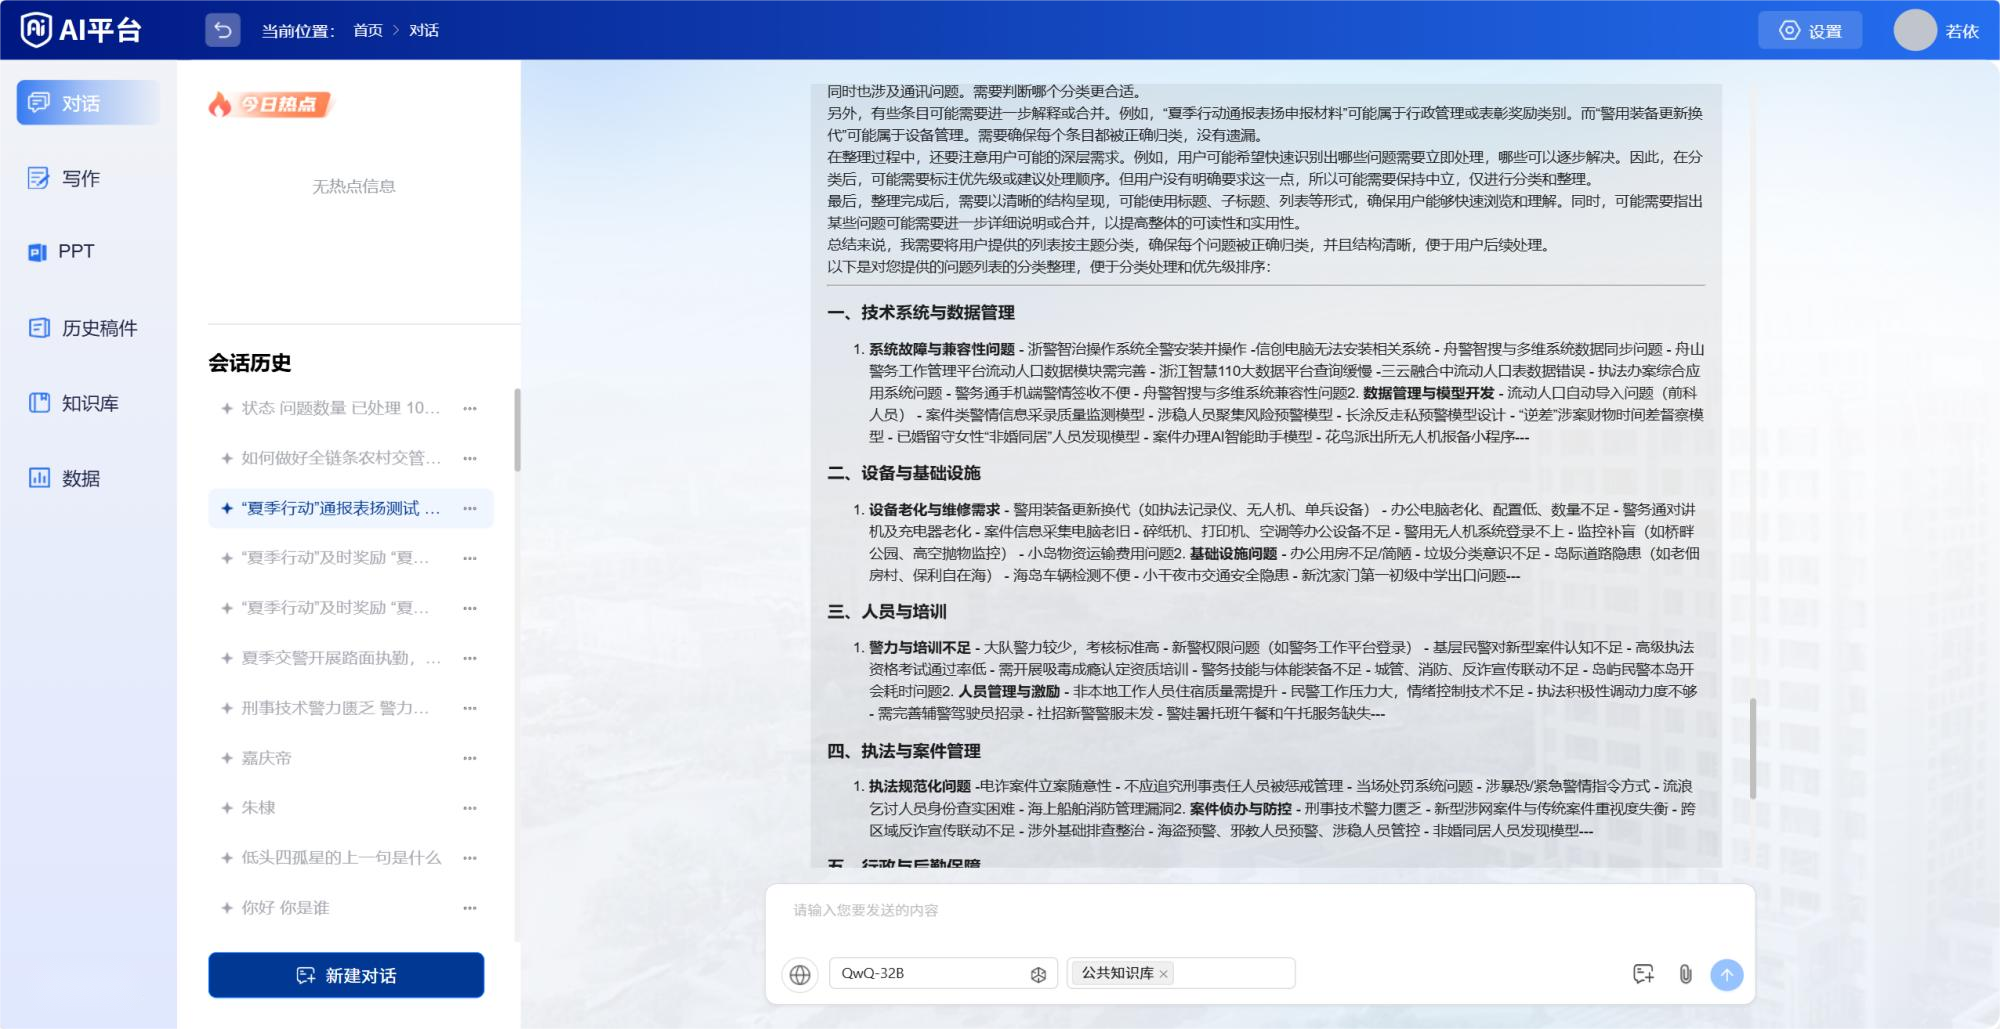 AI平台
当前位置： 首页 > 对话
设置
若依
对话
写作
PPT
历史稿件
知识库
数据
今日热点
无热点信息
会话历史
状态 问题数量 已处理 10... ...
如何做好全链条农村交管... ...
“夏季行动”通报表扬测试 ... ...
“夏季行动”及时奖励 “夏... ...
“夏季行动”及时奖励 “夏... ...
夏季交警开展路面执勤，... ...
刑事技术警力匮乏 警力... ...
嘉庆帝 ...
朱棣 ...
低头四孤星的上一句是什么 ...
你好 你是谁 ...
新建对话
同时也涉及通讯问题。需要判断哪个分类更合适。
另外，有些条目可能需要进一步解释或合并。例如，“夏季行动通报表扬申报材料”可能属于行政管理或表彰奖励类别。而“警用装备更新换
代”可能属于设备管理。需要确保每个条目都被正确归类，没有遗漏。
在整理过程中，还要注意用户可能的深层需求。例如，用户可能希望快速识别出哪些问题需要立即处理，哪些可以逐步解决。因此，在分
类后，可能需要标注优先级或建议处理顺序。但用户没有明确要求这一点，所以可能需要保持中立，仅进行分类和整理。
最后，整理完成后，需要以清晰的结构呈现，可能使用标题、子标题、列表等形式，确保用户能够快速浏览和理解。同时，可能需要指出
某些问题可能需要进一步详细说明或合并，以提高整体的可读性和实用性。
总结来说，我需要将用户提供的列表按主题分类，确保每个问题被正确归类，并且结构清晰，便于用户后续处理。
以下是对您提供的问题列表的分类整理，便于分类处理和优先级排序：
一、技术系统与数据管理
1. 系统故障与兼容性问题 - 浙警智治操作系统全警安装并操作 -信创电脑无法安装相关系统 - 舟警智搜与多维系统数据同步问题 - 舟山
警务工作管理平台流动人口数据模块需完善 - 浙江智慧110大数据平台查询缓慢 -三云融合中流动人口表数据错误 - 执法办案综合应
用系统问题 - 警务通手机端警情签收不便 - 舟警智搜与多维系统兼容性问题2. 数据管理与模型开发 - 流动人口自动导入问题（前科
人员） - 案件类警情信息采录质量监测模型 - 涉稳人员聚集风险预警模型 - 长涂反走私预警模型设计 - “逆差”涉案财物时间差督察模
型 - 已婚留守女性“非婚同居”人员发现模型 - 案件办理AI智能助手模型 - 花鸟派出所无人机报备小程序---
二、设备与基础设施
1. 设备老化与维修需求 - 警用装备更新换代（如执法记录仪、无人机、单兵设备） - 办公电脑老化、配置低、数量不足 - 警务通对讲
机及充电器老化 - 案件信息采集电脑老旧 - 碎纸机、打印机、空调等办公设备不足 - 警用无人机系统登录不上 - 监控补盲（如桥畔
公园、高空抛物监控） - 小岛物资运输费用问题2. 基础设施问题 - 办公用房不足/简陋 - 垃圾分类意识不足 - 岛际道路隐患（如老佃
房村、保利自在海） - 海岛车辆检测不便 - 小干夜市交通安全隐患 - 新沈家门第一初级中学出口问题---
三、人员与培训
1. 警力与培训不足 - 大队警力较少，考核标准高 - 新警权限问题（如警务工作平台登录） - 基层民警对新型案件认知不足 - 高级执法
资格考试通过率低 - 需开展吸毒成瘾认定资质培训 - 警务技能与体能装备不足 - 城管、消防、反诈宣传联动不足 - 岛屿民警本岛开
会耗时问题2. 人员管理与激励 - 非本地工作人员住宿质量需提升 - 民警工作压力大，情绪控制技术不足 - 执法积极性调动力度不够
- 需完善辅警驾驶员招录 - 社招新警警服未发 - 警娃暑托班午餐和午托服务缺失---
四、执法与案件管理
1. 执法规范化问题 -电诈案件立案随意性 - 不应追究刑事责任人员被惩戒管理 - 当场处罚系统问题 - 涉暴恐/紧急警情指令方式 - 流浪
乞讨人员身份查实困难 - 海上船舶消防管理漏洞2. 案件侦办与防控 - 刑事技术警力匮乏 - 新型涉网案件与传统案件重视度失衡 - 跨
区域反诈宣传联动不足 - 涉外基础排查整治 - 海盗预警、邪教人员预警、涉稳人员管控 - 非婚同居人员发现模型---
五、行政与后勤保障
请输入您要发送的内容
QwQ-32B
公共知识库 ×